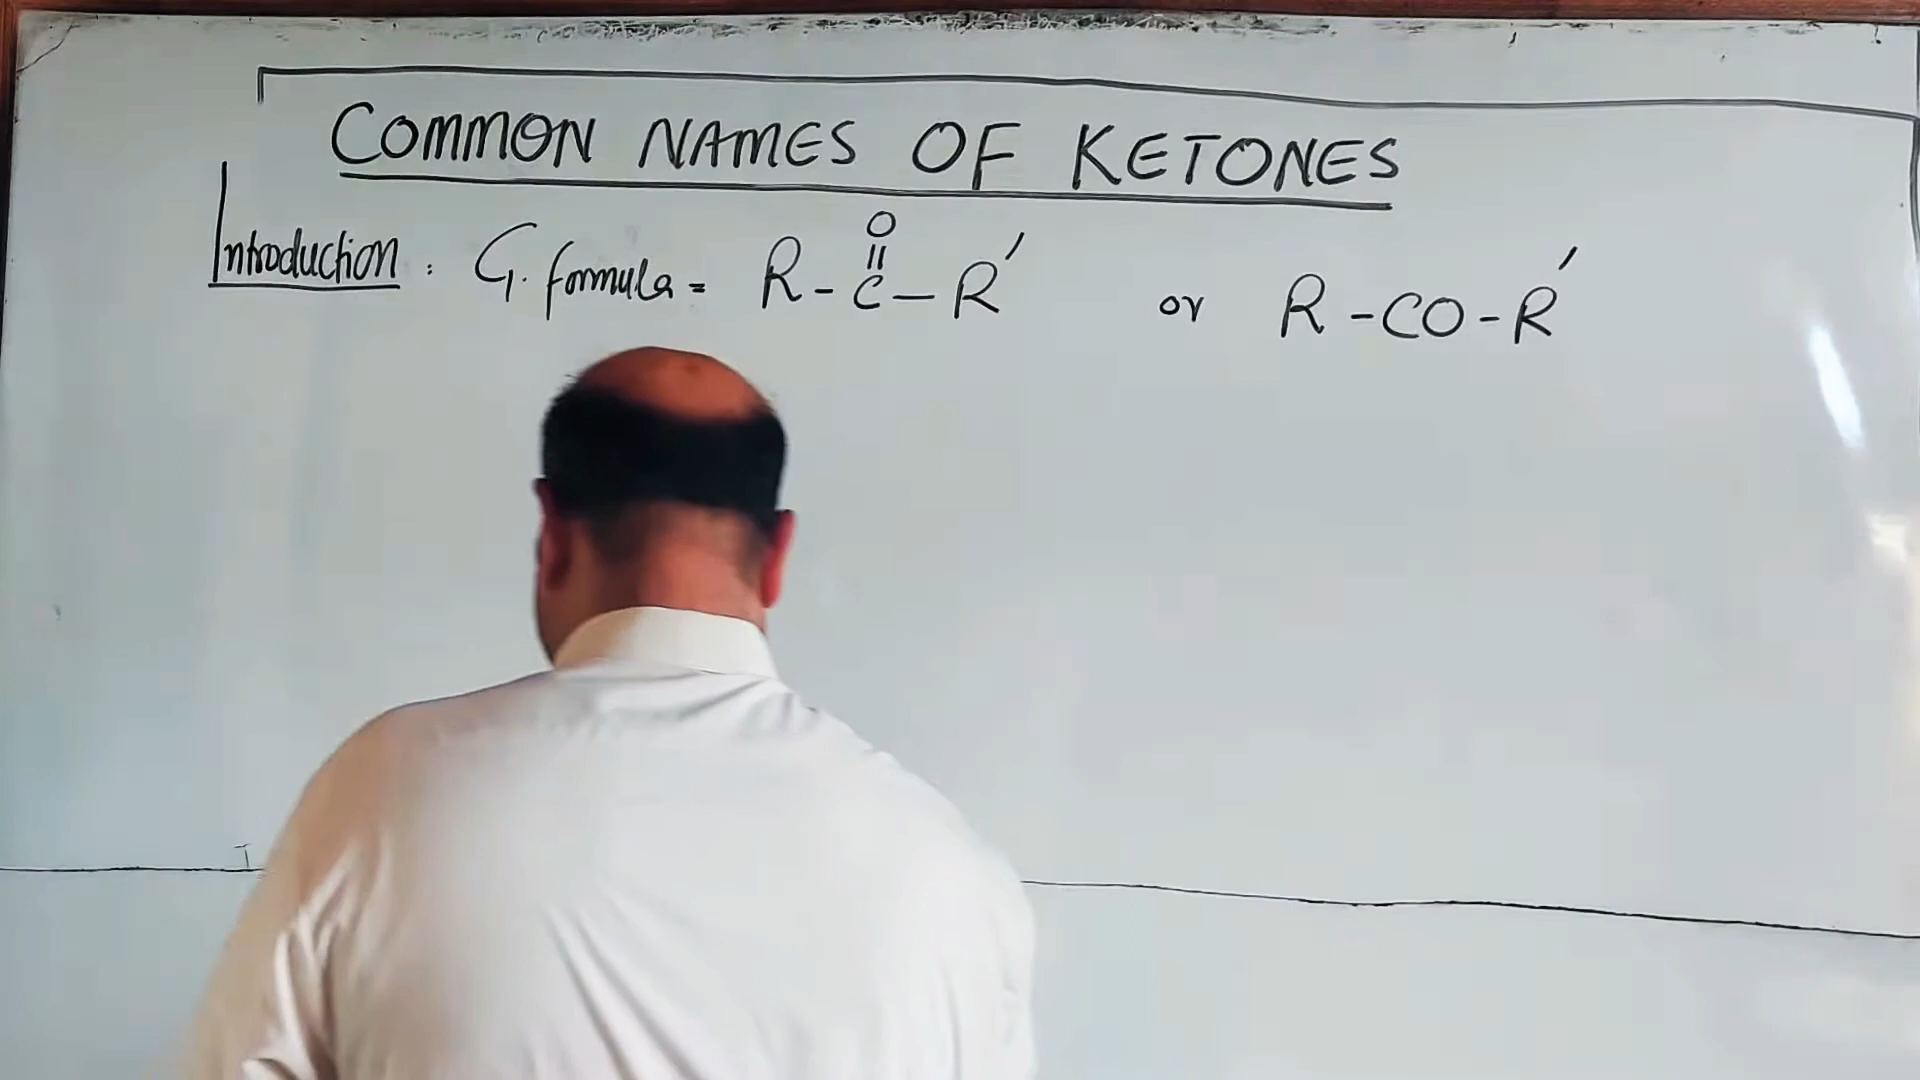 COMMON NAMES OF KETONES
O
||
Introduction : G. formula = R - C — R′ or R - CO - R′